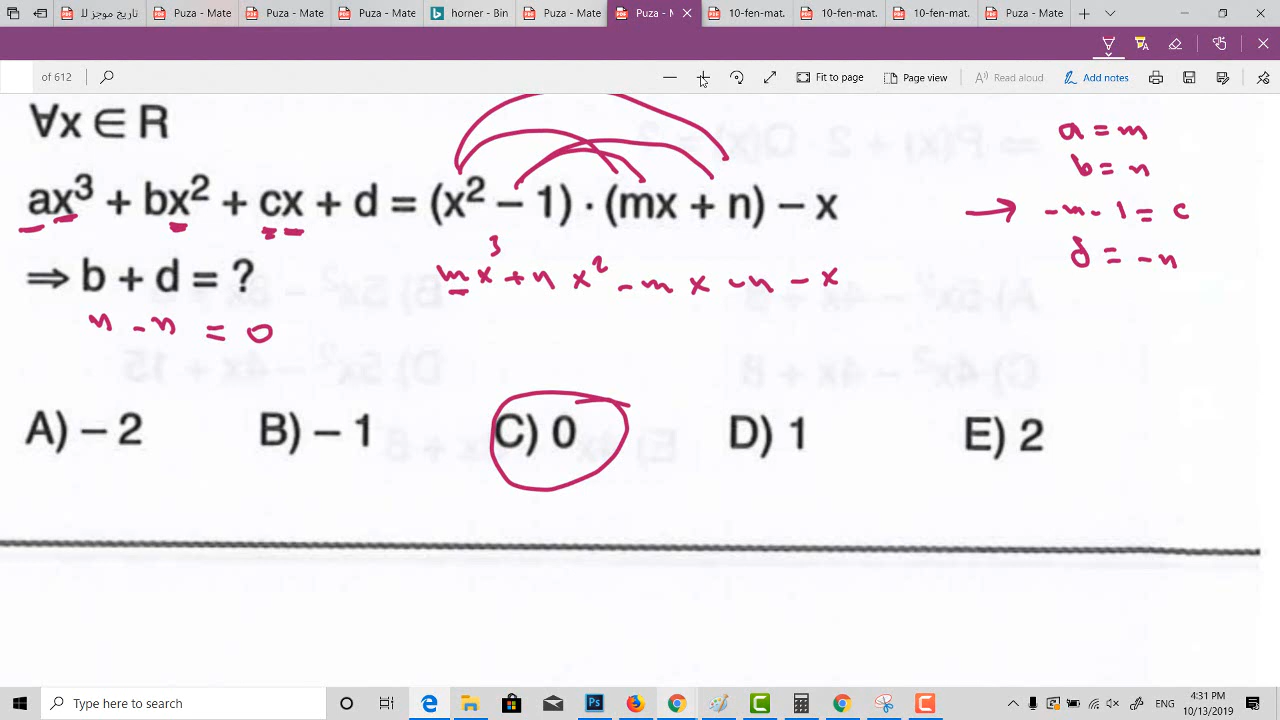 تابع دوجمل لل
Puza - Mate
Puza - Mate
Puza - Mate
horner - Bin
Puza - Mate
Puza - M
10-fen-mat.
10-fen-mat.
10-fen-mat.
Puza - Mate
of 612
Fit to page
Page view
Read aloud
Add notes
∀x ∈ R
ax³ + bx² + cx + d = (x² – 1) · (mx + n) – x
⇒ b + d = ?
mx³ + nx² - mx - n - x
n - n = 0
a = m
b = n
→ -m - 1 = c
d = -n
A) – 2 B) – 1 C) 0 D) 1 E) 2
Type here to search
ENG
4:31 PM
10/13/2019